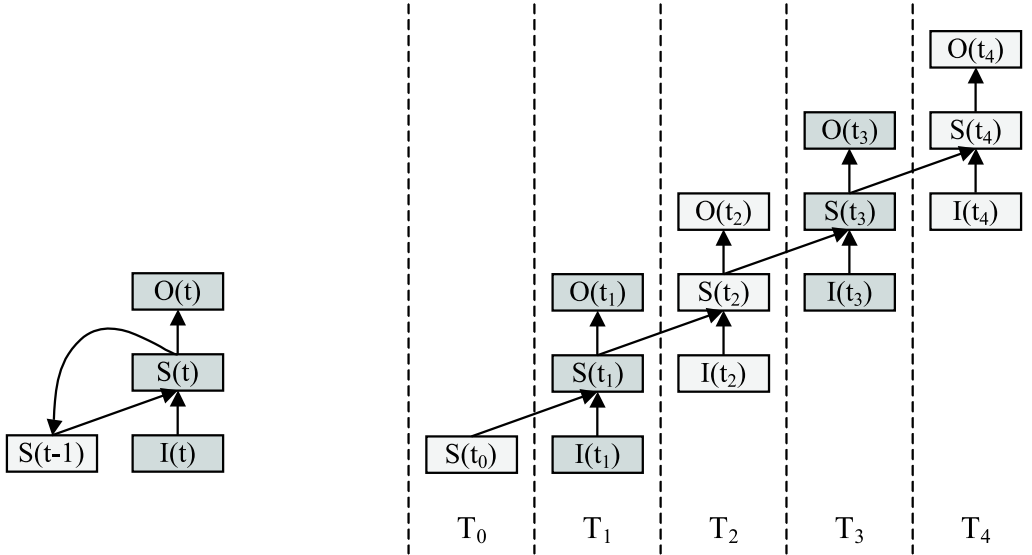 O(t)
S(t)
S(t-1)
I(t)
O(t₄)
O(t₃)
S(t₄)
O(t₂)
S(t₃)
I(t₄)
O(t₁)
S(t₂)
I(t₃)
S(t₁)
I(t₂)
S(t₀)
I(t₁)
T₀
T₁
T₂
T₃
T₄